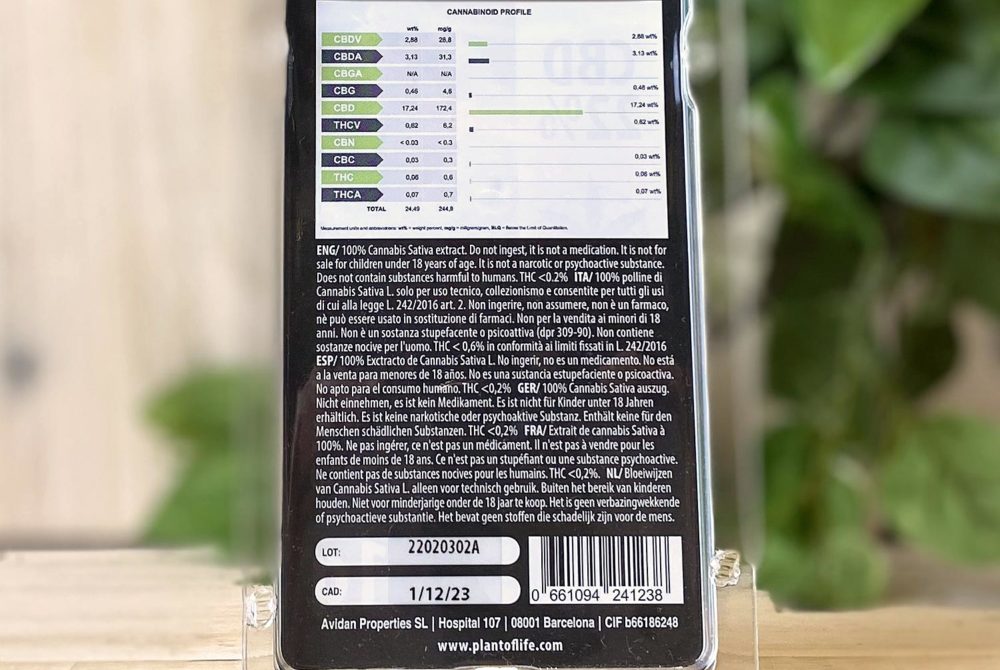 CANNABINOID PROFILE
wt% mg/g
CBDV 2,88 28,8 2,88 wt%
CBDA 3,13 31,3 3,13 wt%
CBGA N/A N/A
CBG 0,46 4,6 0,46 wt%
CBD 17,24 172,4 17,24 wt%
THCV 0,62 6,2 0,62 wt%
CBN < 0.03 < 0.3
CBC 0,03 0,3 0,03 wt%
THC 0,06 0,6 0,06 wt%
THCA 0,07 0,7 0,07 wt%
TOTAL 24,49 244,9
Measurement units and abbreviations: wt% = weight percent, mg/g = milligram/gram, BLQ = Below the Limit of Quantitation.
ENG/ 100% Cannabis Sativa extract. Do not ingest, it is not a medication. It is not for
sale for children under 18 years of age. It is not a narcotic or psychoactive substance.
Does not contain substances harmful to humans. THC <0.2% ITA/ 100% polline di
Cannabis Sativa L. solo per uso tecnico, collezionismo e consentite per tutti gli usi
di cui alla legge L. 242/2016 art. 2. Non ingerire, non assumere, non è un farmaco,
nè può essere usato in sostituzione di farmaci. Non per la vendita ai minori di 18
anni. Non è un sostanza stupefacente o psicoattiva (dpr 309-90). Non contiene
sostanze nocive per l'uomo. THC < 0,6% in conformità ai limiti fissati in L. 242/2016
ESP/ 100% Exctracto de Cannabis Sativa L. No ingerir, no es un medicamento. No está
a la venta para menores de 18 años. No es una sustancia estupefaciente o psicoactiva.
No apto para el consumo humano. THC <0,2% GER/ 100% Cannabis Sativa auszug.
Nicht einnehmen, es ist kein Medikament. Es ist nicht für Kinder unter 18 Jahren
erhältlich. Es ist keine narkotische oder psychoaktive Substanz. Enthält keine für den
Menschen schädlichen Substanzen. THC <0,2% FRA/ Extrait de cannabis Sativa à
100%. Ne pas ingérer, ce n'est pas un médicament. Il n'est pas à vendre pour les
enfants de moins de 18 ans. Ce n'est pas un stupéfiant ou une substance psychoactive.
Ne contient pas de substances nocives pour les humains. THC <0,2%. NL/ Bloeiwijzen
van Cannabis Sativa L. alleen voor technisch gebruik. Buiten het bereik van kinderen
houden. Niet voor minderjarige onder de 18 jaar te koop. Het is geen verbazingwekkende
of psychoactieve substantie. Het bevat geen stoffen die schadelijk zijn voor de mens.
LOT: 22020302A
CAD: 1/12/23
0 661094 241238
Avidan Properties SL | Hospital 107 | 08001 Barcelona | CIF b66186248
www.plantoflife.com